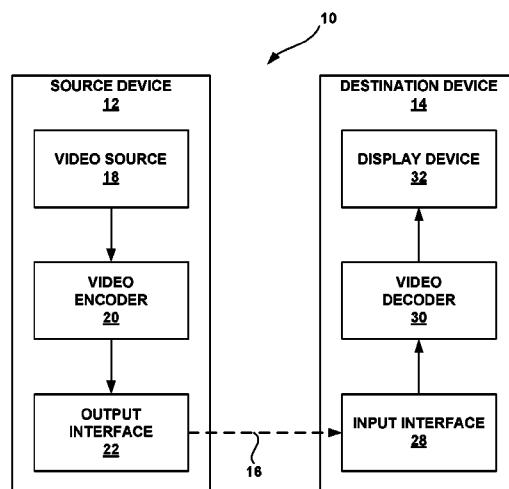 10
SOURCE DEVICE
12
VIDEO SOURCE
18
VIDEO
ENCODER
20
OUTPUT
INTERFACE
22
16
DESTINATION DEVICE
14
DISPLAY DEVICE
32
VIDEO
DECODER
30
INPUT INTERFACE
28